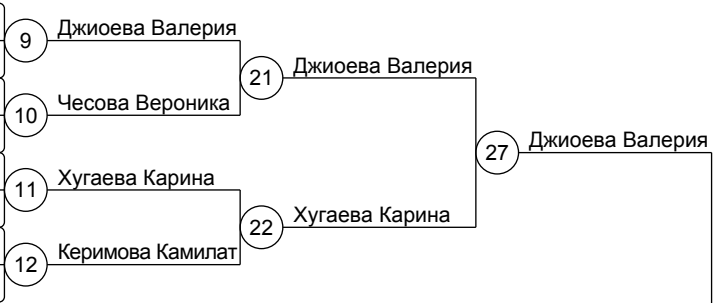 9 Джиоева Валерия
21 Джиоева Валерия
10 Чесова Вероника
27 Джиоева Валерия
11 Хугаева Карина
22 Хугаева Карина
12 Керимова Камилат